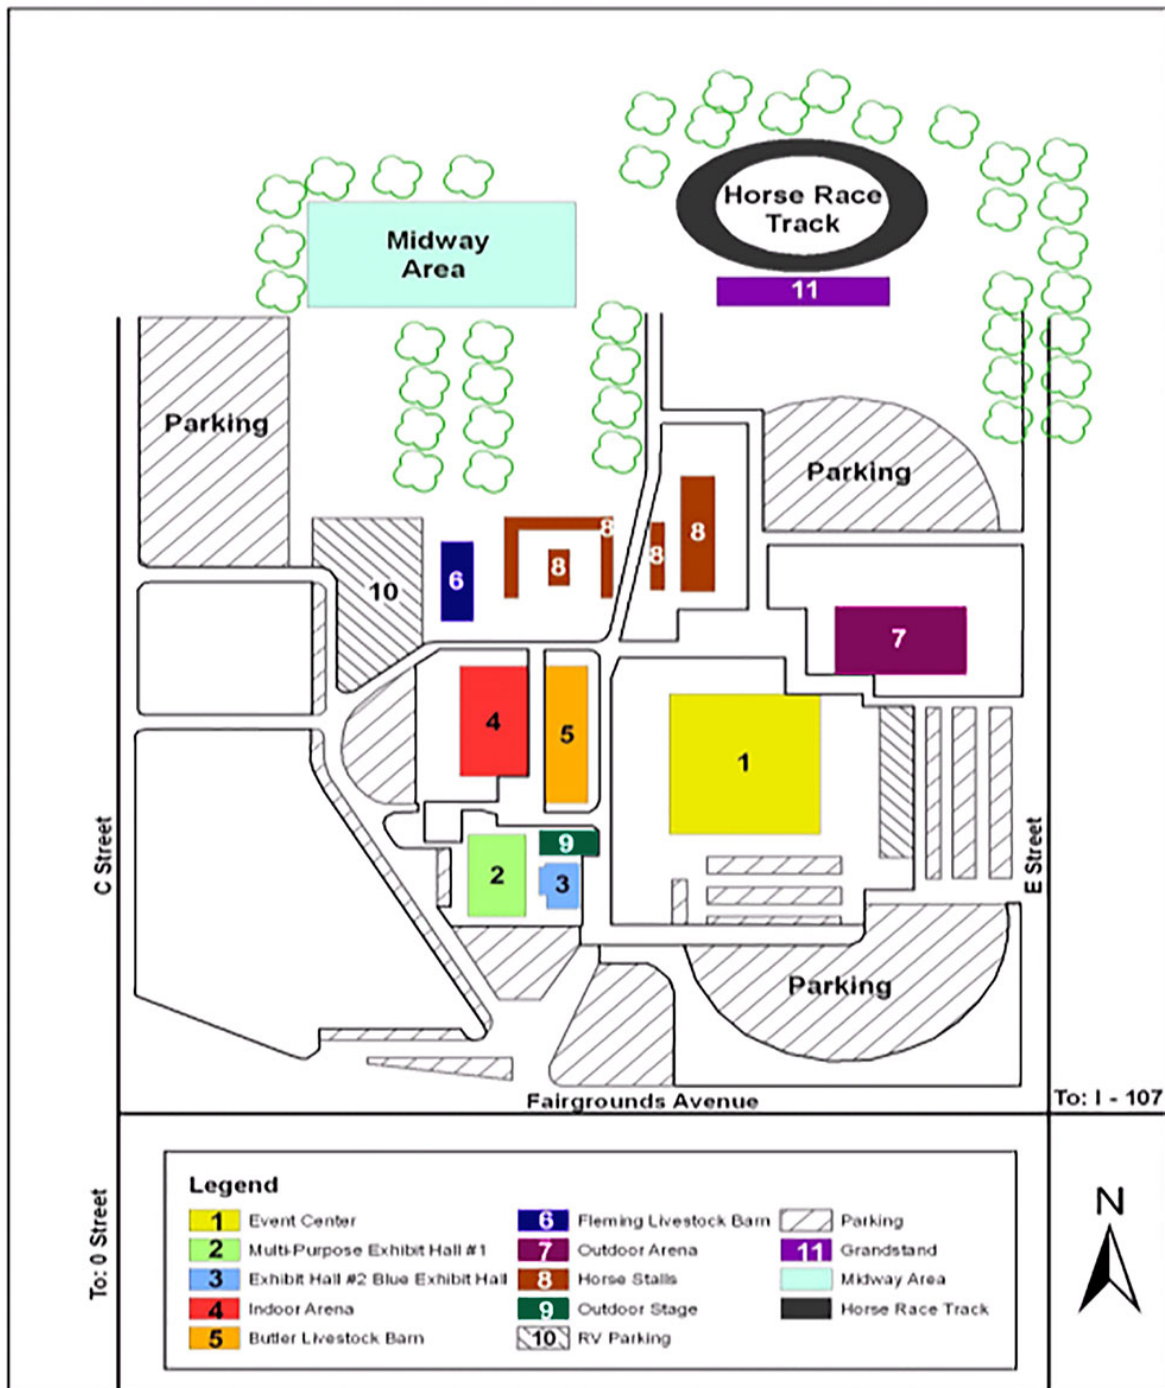 Horse Race
Track
Midway
Area
11
Parking
Parking
8
8
8
8
6
10
7
4
5
1
9
2
3
C Street
E Street
Parking
Fairgrounds Avenue
To: I - 107
To: 0 Street
N
Legend
1 Event Center
2 Multi-Purpose Exhibit Hall #1
3 Exhibit Hall #2 Blue Exhibit Hall
4 Indoor Arena
5 Butler Livestock Barn
6 Fleming Livestock Barn
7 Outdoor Arena
8 Horse Stalls
9 Outdoor Stage
10 RV Parking
Parking
11 Grandstand
Midway Area
Horse Race Track